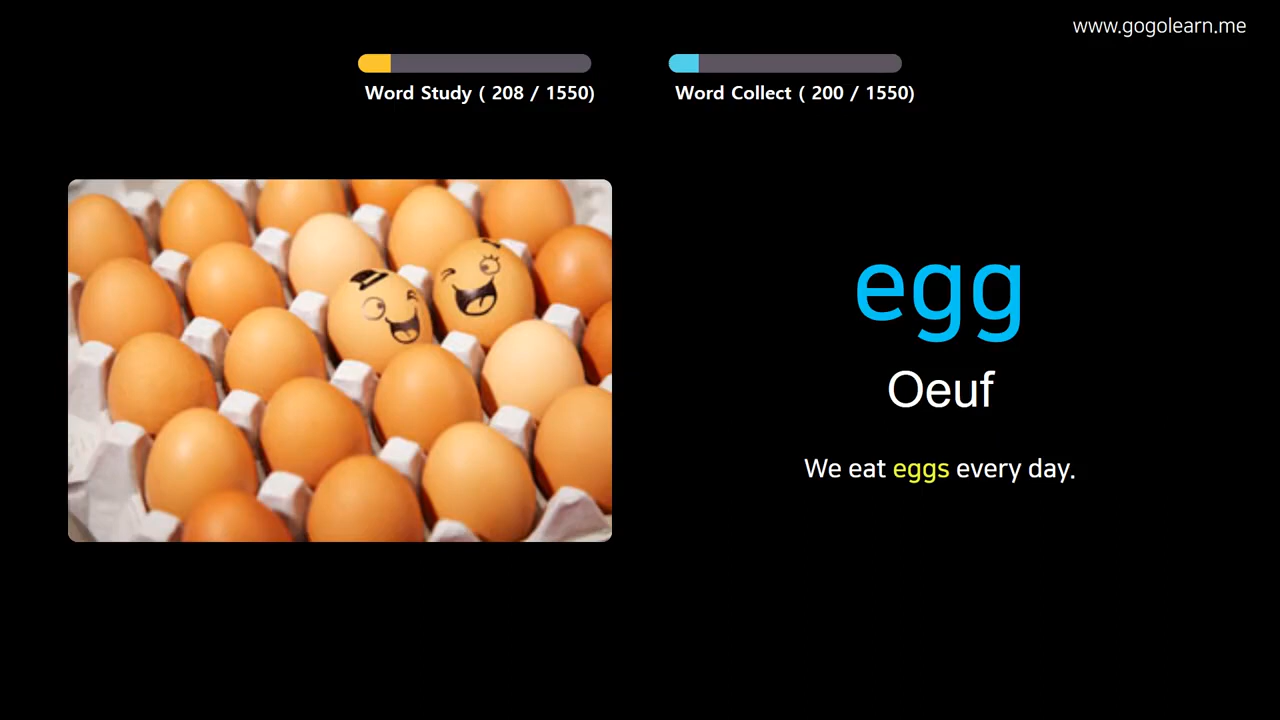 www.gogolearn.me
Word Study ( 208 / 1550)
Word Collect ( 200 / 1550)
egg
Oeuf
We eat eggs every day.